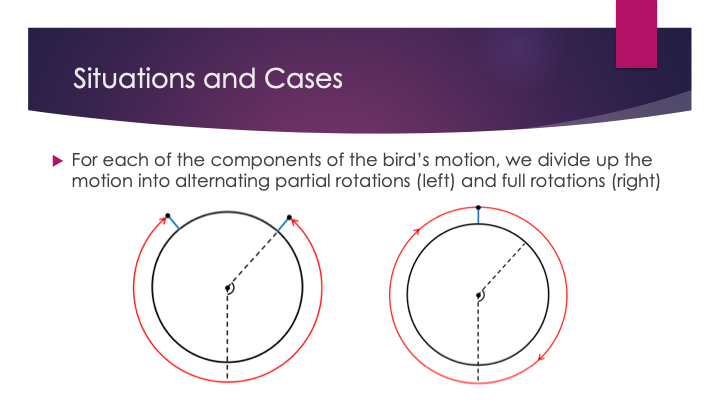 Situations and Cases
For each of the components of the bird’s motion, we divide up the
motion into alternating partial rotations (left) and full rotations (right)